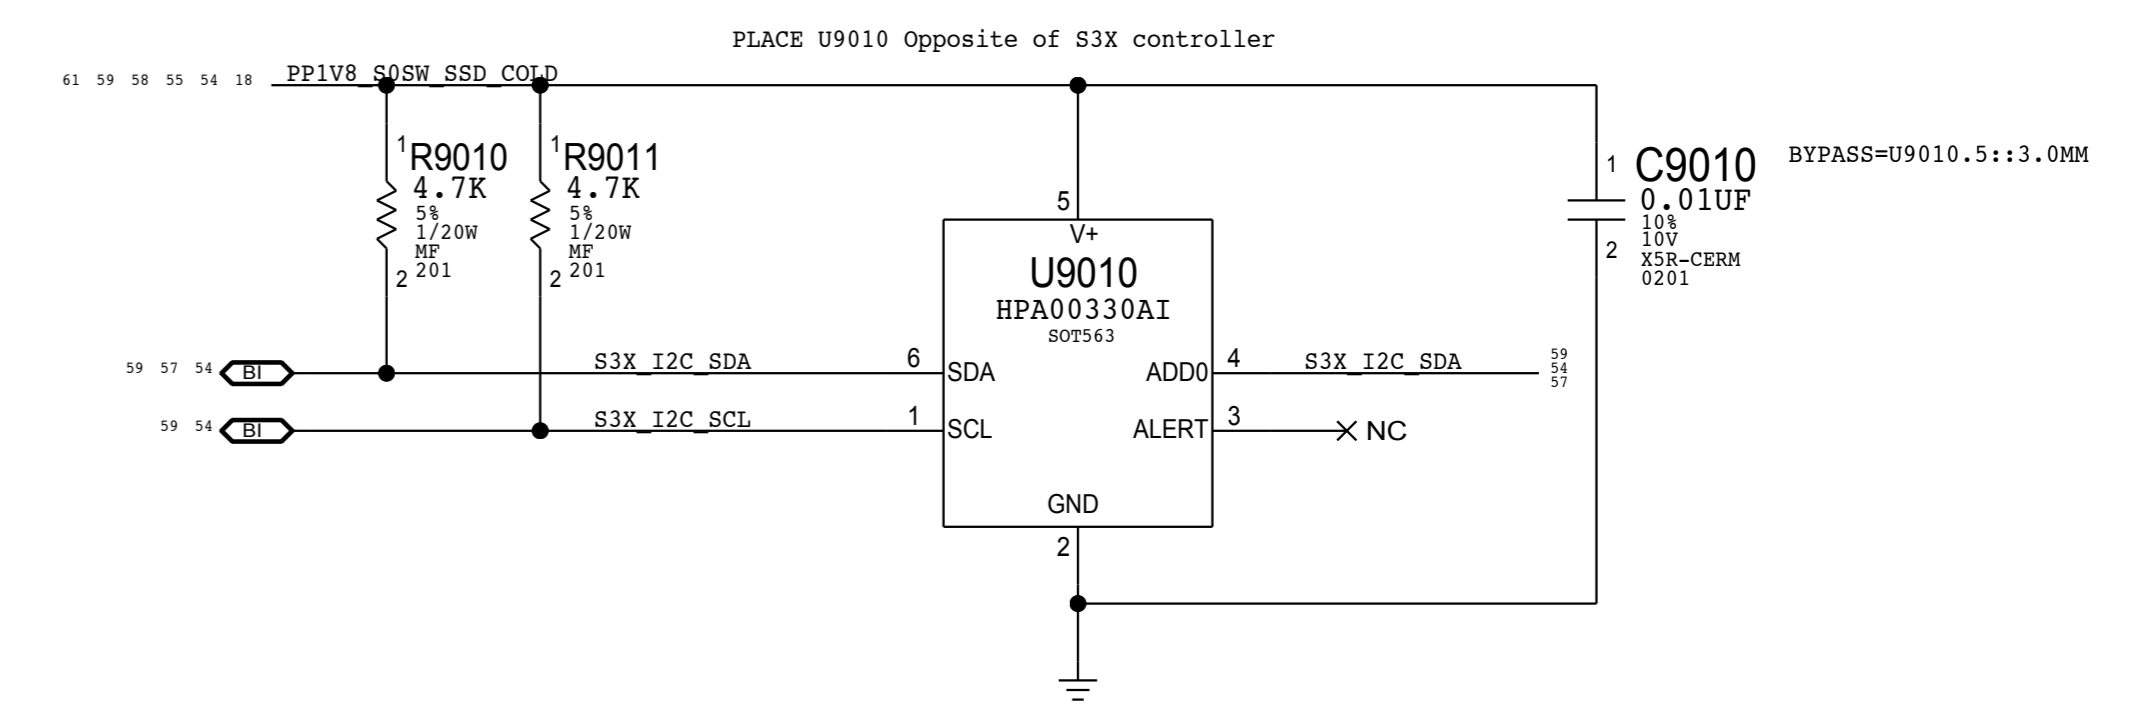 PLACE U9010 Opposite of S3X controller
61 59 58 55 54 18 PP1V8_S0SW_SSD_COLD
1 R9010
4.7K
5%
1/20W
MF
2 201
1 R9011
4.7K
5%
1/20W
MF
2 201
1 C9010 BYPASS=U9010.5::3.0MM
0.01UF
10%
10V
2 X5R-CERM
0201
5
V+
U9010
HPA00330AI
SOT563
59 57 54 BI S3X_I2C_SDA 6 SDA
ADD0 4 S3X_I2C_SDA
59
54
57
59 54 BI S3X_I2C_SCL 1 SCL
ALERT 3 NC
GND
2